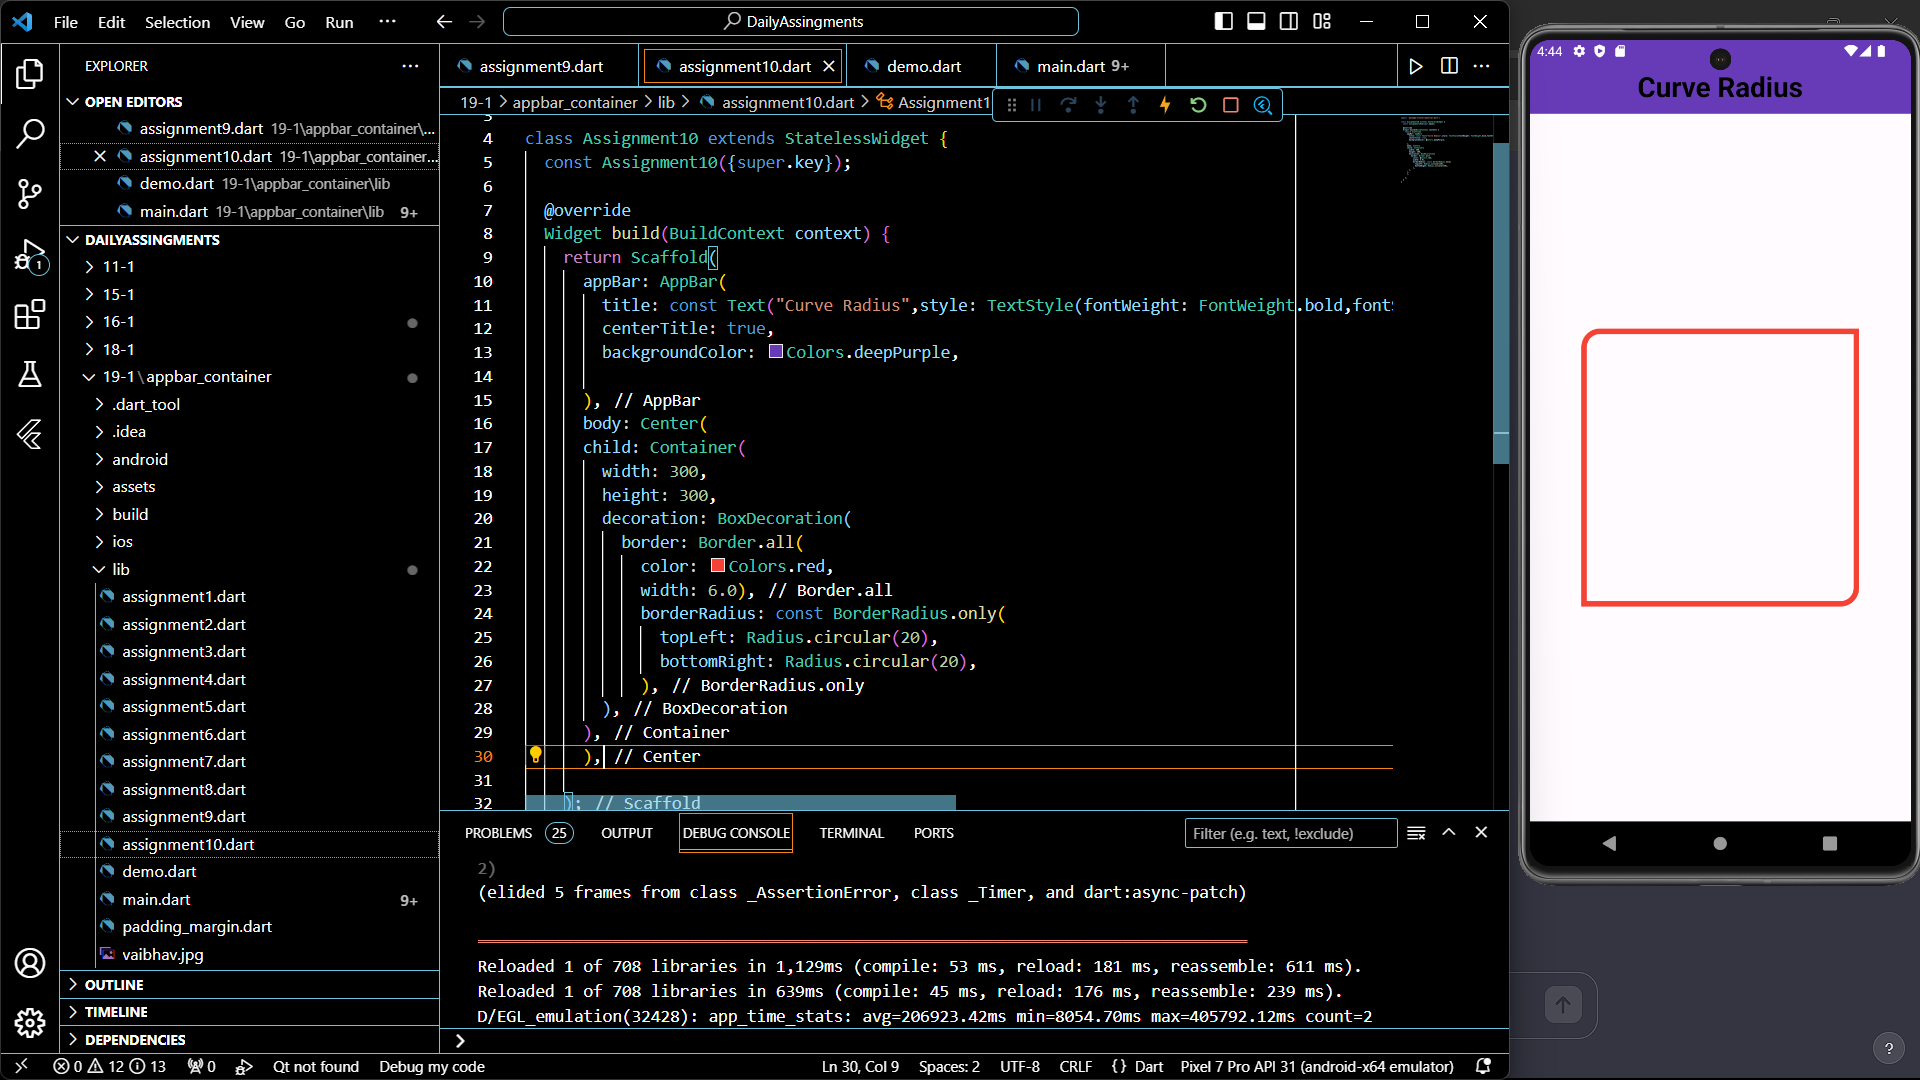 File Edit Selection View Go Run ··· DailyAssingments
EXPLORER
OPEN EDITORS
assignment9.dart 19-1\appbar_container\...
assignment10.dart 19-1\appbar_container...
demo.dart 19-1\appbar_container\lib
main.dart 19-1\appbar_container\lib 9+
DAILYASSINGMENTS
11-1
15-1
16-1
18-1
19-1\appbar_container
.dart_tool
.idea
android
assets
build
ios
lib
assignment1.dart
assignment2.dart
assignment3.dart
assignment4.dart
assignment5.dart
assignment6.dart
assignment7.dart
assignment8.dart
assignment9.dart
assignment10.dart
demo.dart
main.dart 9+
padding_margin.dart
vaibhav.jpg
OUTLINE
TIMELINE
DEPENDENCIES
1
assignment9.dart assignment10.dart demo.dart main.dart 9+
19-1 > appbar_container > lib > assignment10.dart > Assignment1
3
4 class Assignment10 extends StatelessWidget {
5 const Assignment10({super.key});
6
7 @override
8 Widget build(BuildContext context) {
9 return Scaffold(
10 appBar: AppBar(
11 title: const Text("Curve Radius",style: TextStyle(fontWeight: FontWeight.bold,fontS
12 centerTitle: true,
13 backgroundColor: Colors.deepPurple,
14
15 ), // AppBar
16 body: Center(
17 child: Container(
18 width: 300,
19 height: 300,
20 decoration: BoxDecoration(
21 border: Border.all(
22 color: Colors.red,
23 width: 6.0), // Border.all
24 borderRadius: const BorderRadius.only(
25 topLeft: Radius.circular(20),
26 bottomRight: Radius.circular(20),
27 ), // BorderRadius.only
28 ), // BoxDecoration
29 ), // Container
30 ), // Center
31
32 ); // Scaffold
PROBLEMS 25 OUTPUT DEBUG CONSOLE TERMINAL PORTS Filter (e.g. text, !exclude)
2)
(elided 5 frames from class _AssertionError, class _Timer, and dart:async-patch)
Reloaded 1 of 708 libraries in 1,129ms (compile: 53 ms, reload: 181 ms, reassemble: 611 ms).
Reloaded 1 of 708 libraries in 639ms (compile: 45 ms, reload: 176 ms, reassemble: 239 ms).
D/EGL_emulation(32428): app_time_stats: avg=206923.42ms min=8054.70ms max=405792.12ms count=2
>
0 12 13 0 Qt not found Debug my code Ln 30, Col 9 Spaces: 2 UTF-8 CRLF {} Dart Pixel 7 Pro API 31 (android-x64 emulator)
4:44
Curve Radius
?